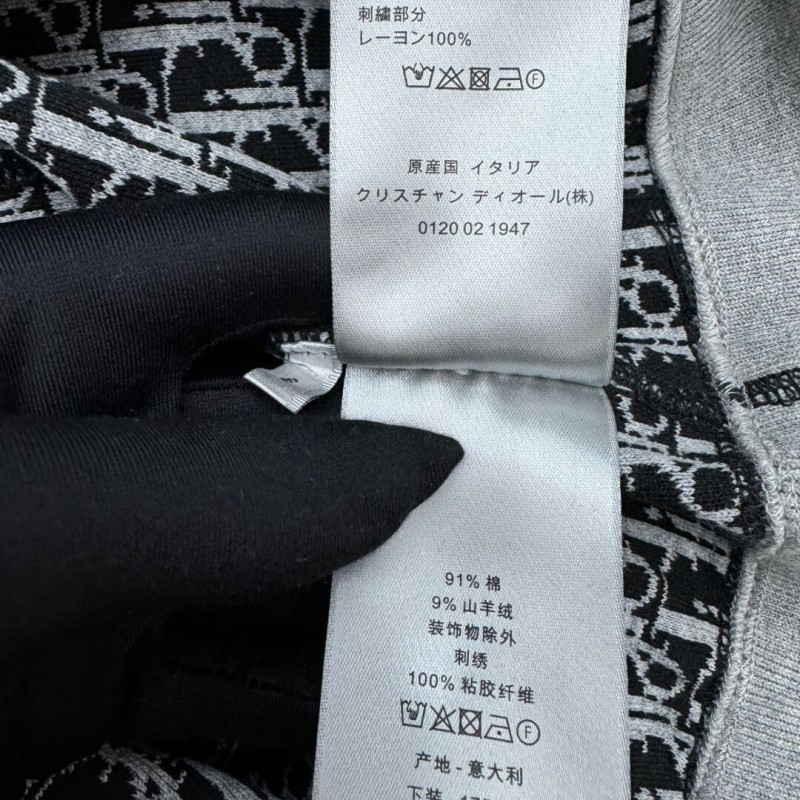 刺繍部分
レーヨン100%
F
原産国 イタリア
クリスチャン ディオール(株)
0120 02 1947
91% 棉
9% 山羊绒
装饰物除外
刺绣
100% 粘胶纤维
F
产地 - 意大利
下装